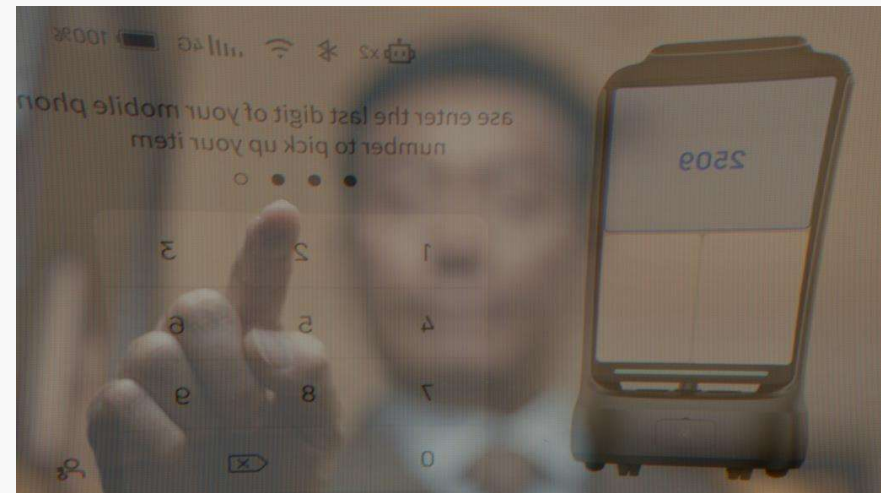 x2 4G 100%
ase enter the last digit of your mobile phon
number to pick up your item
2509
1 2 3
4 5 6
7 8 9
0